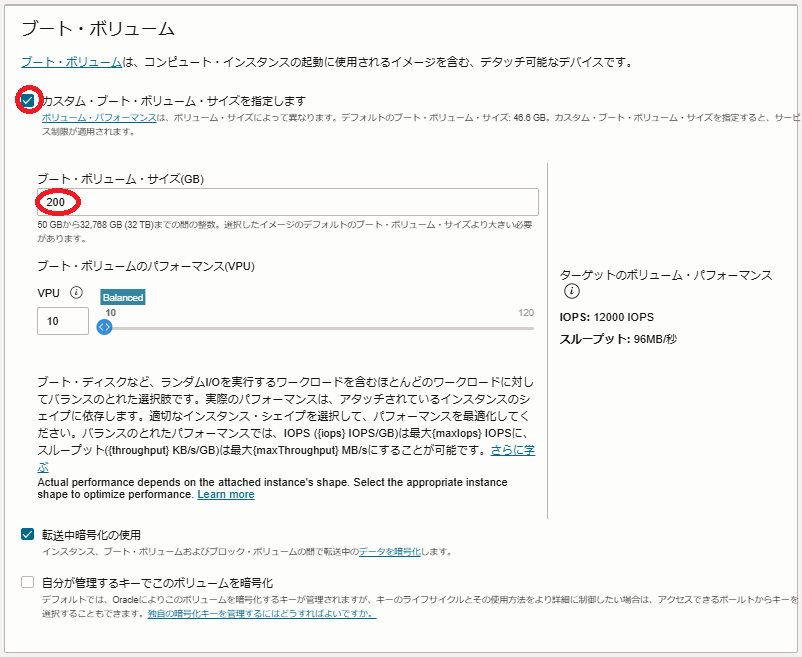 ブート・ボリューム
ブート・ボリュームは、コンピュート・インスタンスの起動に使用されるイメージを含む、デタッチ可能なデバイスです。
カスタム・ブート・ボリューム・サイズを指定します
ボリューム・パフォーマンスは、ボリューム・サイズによって異なります。デフォルトのブート・ボリューム・サイズ: 46.6 GB。カスタム・ブート・ボリューム・サイズを指定すると、サービ
ス制限が適用されます。
ブート・ボリューム・サイズ(GB)
200
50 GBから32,768 GB (32 TB)までの間の整数。選択したイメージのデフォルトのブート・ボリューム・サイズより大きい必要
があります。
ブート・ボリュームのパフォーマンス(VPU)
VPU
Balanced
10
10
120
ブート・ディスクなど、ランダムI/Oを実行するワークロードを含むほとんどのワークロードに対し
てバランスのとれた選択肢です。実際のパフォーマンスは、アタッチされているインスタンスのシ
ェイプに依存します。適切なインスタンス・シェイプを選択して、パフォーマンスを最適化してく
ださい。バランスのとれたパフォーマンスでは、IOPS ({iops} IOPS/GB)は最大{maxIops} IOPSに、
スループット({throughput} KB/s/GB)は最大{maxThroughput} MB/sにすることが可能です。さらに学
ぶ
Actual performance depends on the attached instance's shape. Select the appropriate instance
shape to optimize performance. Learn more
ターゲットのボリューム・パフォーマンス
IOPS: 12000 IOPS
スループット: 96MB/秒
転送中暗号化の使用
インスタンス、ブート・ボリュームおよびブロック・ボリュームの間で転送中のデータを暗号化します。
自分が管理するキーでこのボリュームを暗号化
デフォルトでは、Oracleによりこのボリュームを暗号化するキーが管理されますが、キーのライフサイクルとその使用方法をより詳細に制御したい場合は、アクセスできるボールトからキーを
選択することもできます。独自の暗号化キーを管理するにはどうすればよいですか。